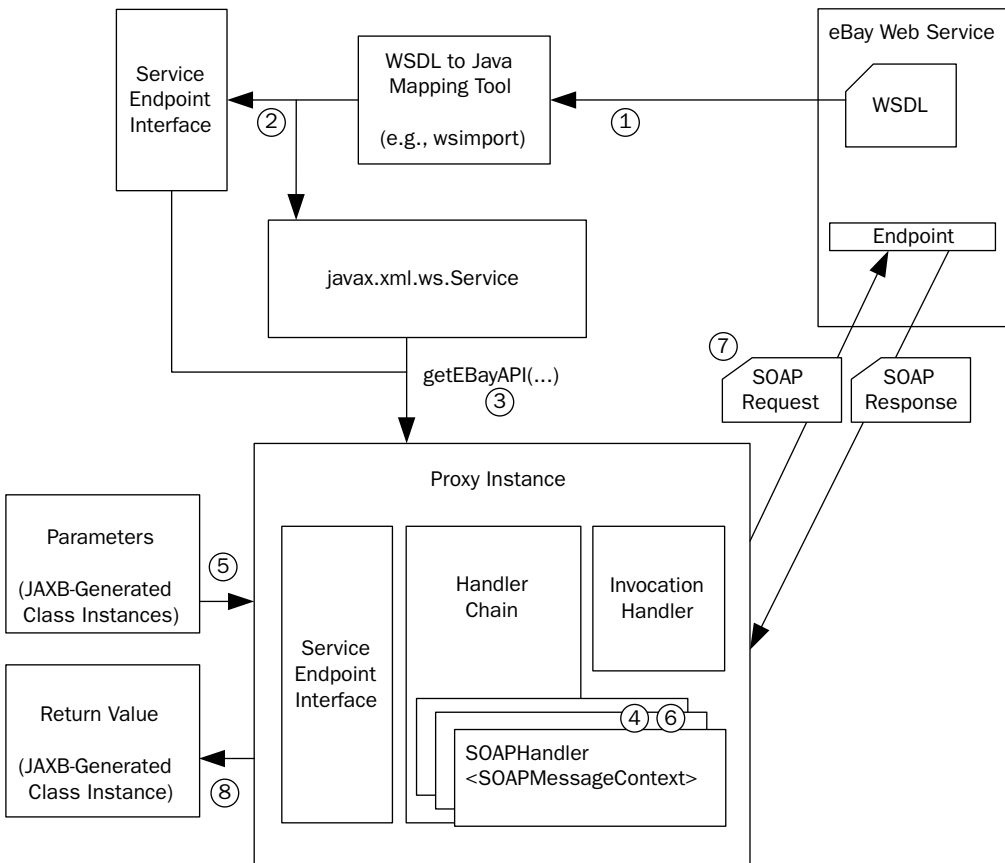 eBay Web Service
WSDL
Endpoint
WSDL to Java
Mapping Tool
(e.g., wsimport)
①
Service
Endpoint
Interface
②
javax.xml.ws.Service
getEBayAPI(...)
③
⑦
SOAP
Request
SOAP
Response
Proxy Instance
Parameters
(JAXB-Generated
Class Instances)
⑤
Service
Endpoint
Interface
Handler
Chain
Invocation
Handler
④ ⑥
SOAPHandler
<SOAPMessageContext>
Return Value
(JAXB-Generated
Class Instance)
⑧